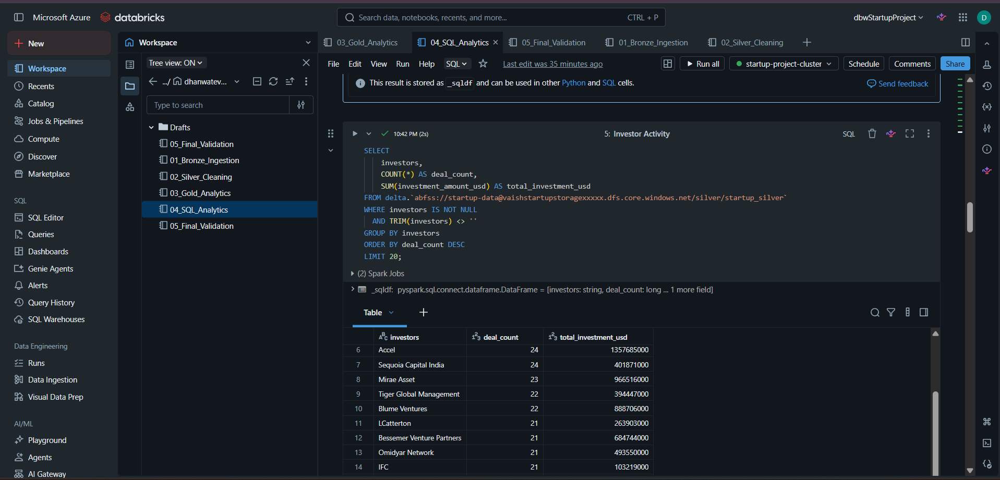 Microsoft Azure
databricks
Search data, notebooks, recents, and more...
CTRL + P
dbwStartupProject
D
New
Workspace
Recents
Catalog
Jobs & Pipelines
Compute
Discover
Marketplace
SQL
SQL Editor
Queries
Dashboards
Genie Agents
Alerts
Query History
SQL Warehouses
Data Engineering
Runs
Data Ingestion
Visual Data Prep
AI/ML
Playground
Agents
AI Gateway
Workspace
Tree view: ON
.../ dhanwatev...
Type to search
Drafts
05_Final_Validation
01_Bronze_Ingestion
02_Silver_Cleaning
03_Gold_Analytics
04_SQL_Analytics
05_Final_Validation
03_Gold_Analytics
04_SQL_Analytics
05_Final_Validation
01_Bronze_Ingestion
02_Silver_Cleaning
File Edit View Run Help SQL
Last edit was 35 minutes ago
Run all
startup-project-cluster
Schedule
Comments
Share
This result is stored as _sqldf and can be used in other Python and SQL cells.
Send feedback
10:42 PM (2s)
5: Investor Activity
SQL
SELECT
investors,
COUNT(*) AS deal_count,
SUM(investment_amount_usd) AS total_investment_usd
FROM delta.`abfss://startup-data@vaishstartupstoragexxxxx.dfs.core.windows.net/silver/startup_silver`
WHERE investors IS NOT NULL
AND TRIM(investors) <> ''
GROUP BY investors
ORDER BY deal_count DESC
LIMIT 20;
(2) Spark Jobs
_sqldf: pyspark.sql.connect.dataframe.DataFrame = [investors: string, deal_count: long ... 1 more field]
Table
investors deal_count total_investment_usd
6 Accel 24 1357685000
7 Sequoia Capital India 24 401871000
8 Mirae Asset 23 966516000
9 Tiger Global Management 22 394447000
10 Blume Ventures 22 888706000
11 LCatterton 21 263903000
12 Bessemer Venture Partners 21 684744000
13 Omidyar Network 21 493550000
14 IFC 21 103219000